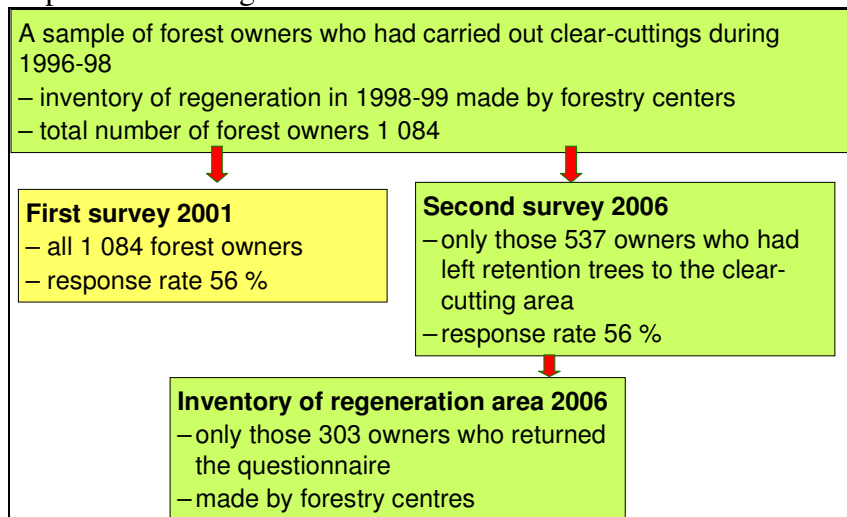 A sample of forest owners who had carried out clear-cuttings during
1996-98
– inventory of regeneration in 1998-99 made by forestry centers
– total number of forest owners 1 084
First survey 2001
– all 1 084 forest owners
– response rate 56 %
Second survey 2006
– only those 537 owners who had
left retention trees to the clear-
cutting area
– response rate 56 %
Inventory of regeneration area 2006
– only those 303 owners who returned
the questionnaire
– made by forestry centres